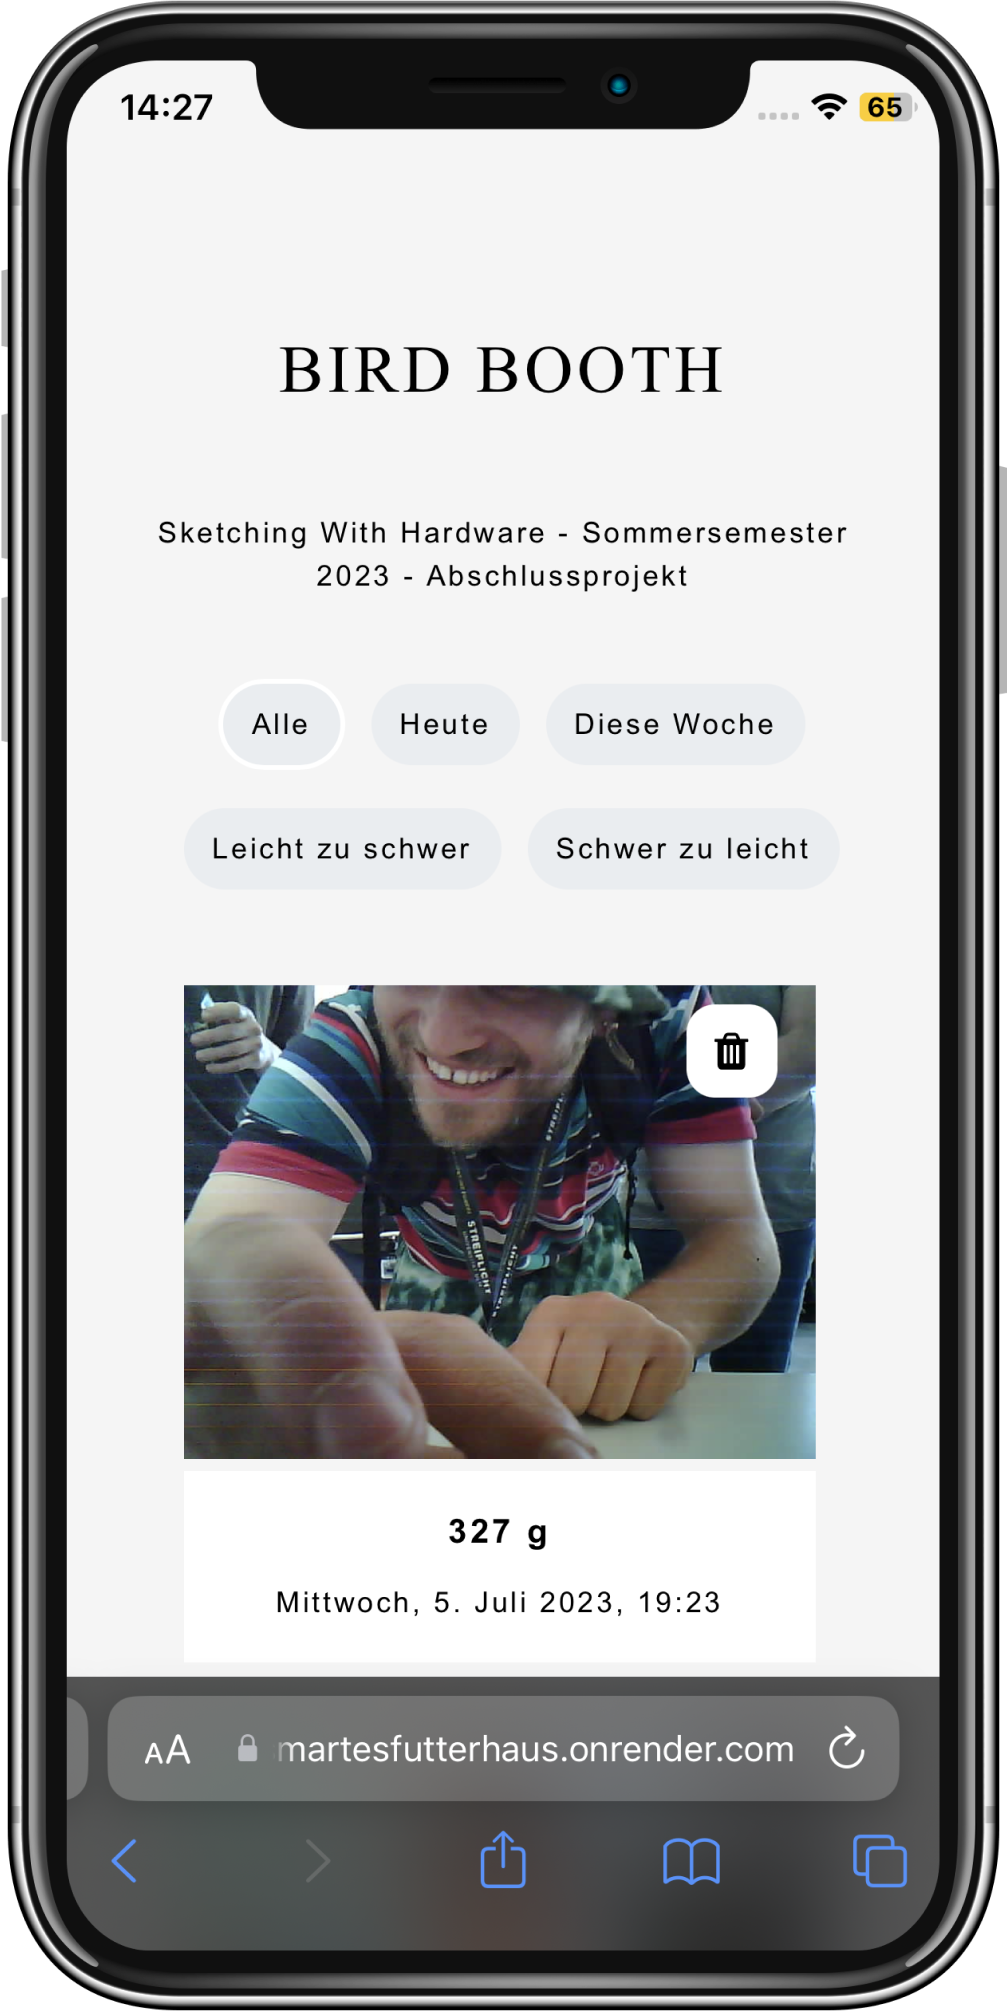 14:27
65
BIRD BOOTH
Sketching With Hardware - Sommersemester
2023 - Abschlussprojekt
Alle
Heute
Diese Woche
Leicht zu schwer
Schwer zu leicht
STREIFLICHT
STREIFLICHT
327 g
Mittwoch, 5. Juli 2023, 19:23
AA
martesfutterhaus.onrender.com